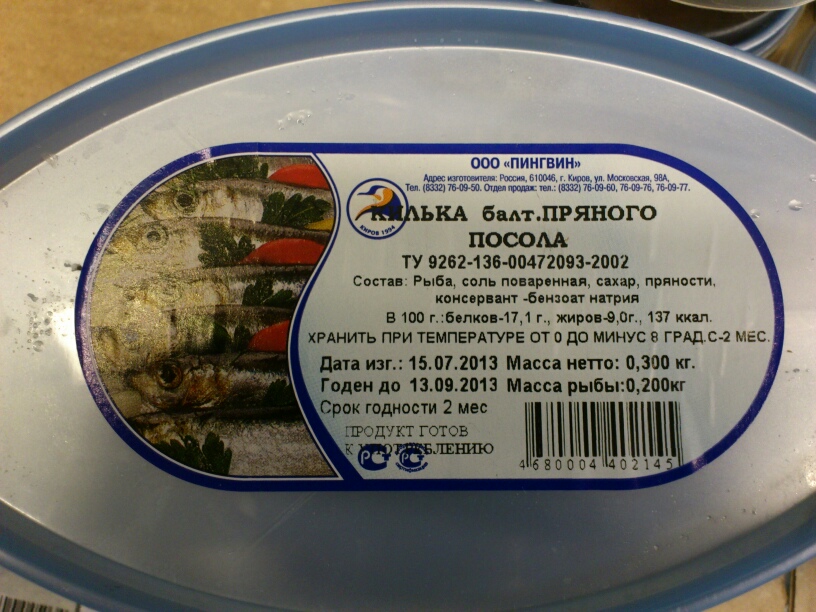 ООО «ПИНГВИН»
Адрес изготовителя: Россия, 610046, г. Киров, ул. Московская, 98А,
Тел. (8332) 76-09-50. Отдел продаж: тел.: (8332) 76-09-60, 76-09-76, 76-09-77.
КИРОВ 1994
КИЛЬКА балт.ПРЯНОГО
ПОСОЛА
ТУ 9262-136-00472093-2002
Состав: Рыба, соль поваренная, сахар, пряности,
консервант -бензоат натрия
В 100 г.:белков-17,1 г., жиров-9,0г., 137 ккал.
ХРАНИТЬ ПРИ ТЕМПЕРАТУРЕ ОТ 0 ДО МИНУС 8 ГРАД.С-2 МЕС.
Дата изг.: 15.07.2013 Масса нетто: 0,300 кг.
Годен до 13.09.2013 Масса рыбы:0,200кг
Срок годности 2 мес
ПРОДУКТ ГОТОВ
К УПОТРЕБЛЕНИЮ
4 680004 402145